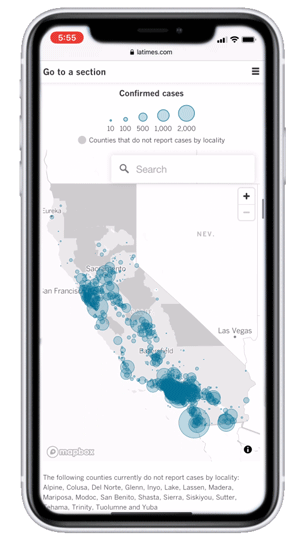 5:55
latimes.com
Go to a section
Confirmed cases
10 100 500 1,000 2,000
Counties that do not report cases by locality
Search
+
−
Eureka
NEV.
Sacramento
San Francisco
Las Vegas
Bakersfield
mapbox
The following counties currently do not report cases by locality:
Alpine, Colusa, Del Norte, Glenn, Inyo, Lake, Lassen, Madera,
Mariposa, Modoc, San Benito, Shasta, Sierra, Siskiyou, Sutter,
Tehama, Trinity, Tuolumne and Yuba